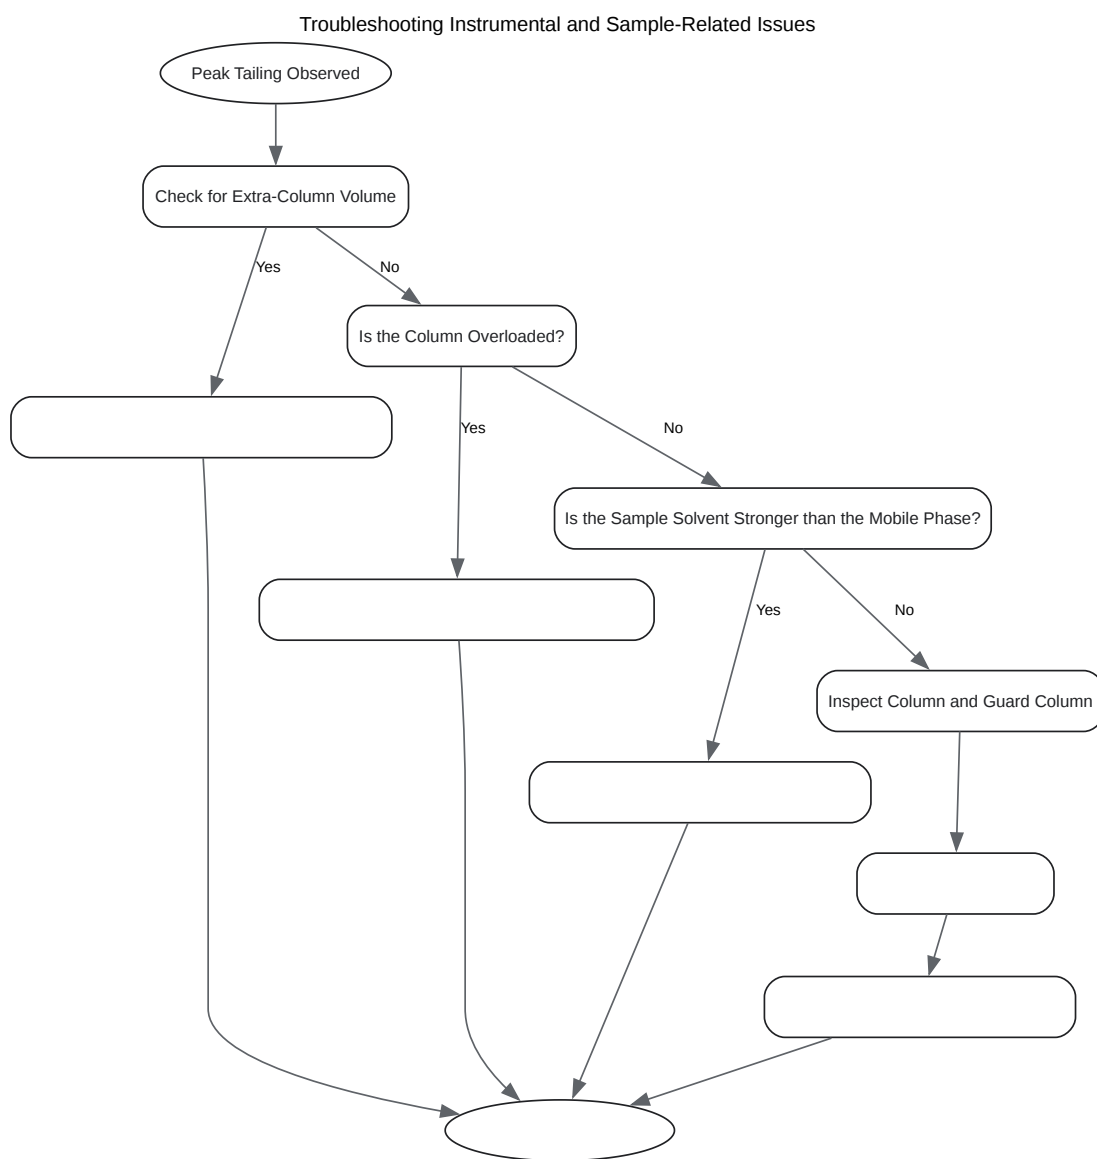 Troubleshooting Instrumental and Sample-Related Issues
Peak Tailing Observed
Check for Extra-Column Volume
Yes
No
Is the Column Overloaded?
Yes
No
Is the Sample Solvent Stronger than the Mobile Phase?
Yes
No
Inspect Column and Guard Column